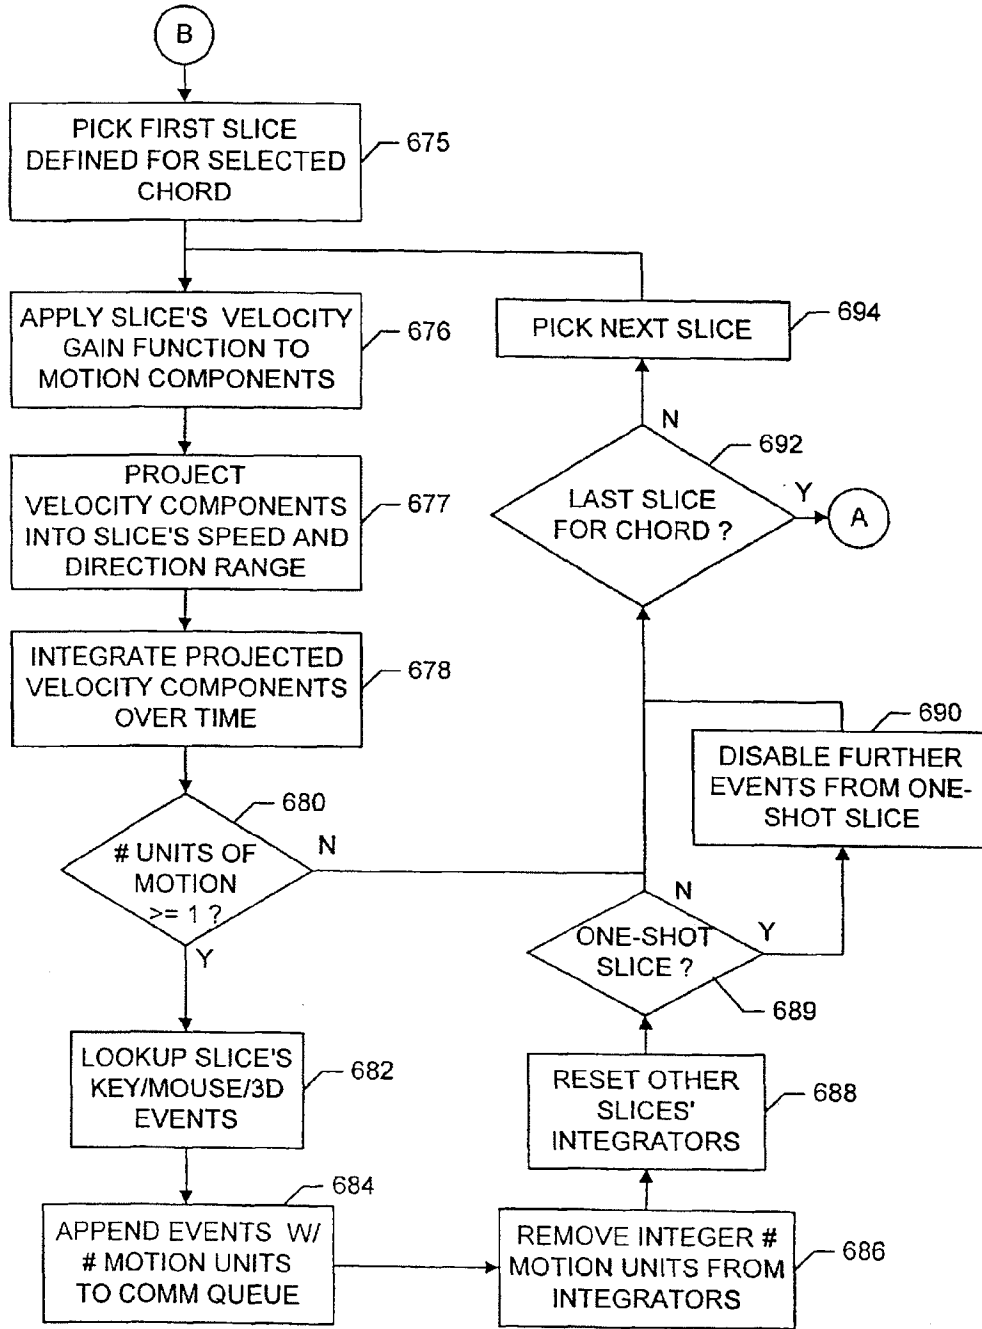 B
PICK FIRST SLICE
DEFINED FOR SELECTED
CHORD
675
APPLY SLICE'S VELOCITY
GAIN FUNCTION TO
MOTION COMPONENTS
676
PROJECT
VELOCITY COMPONENTS
INTO SLICE'S SPEED AND
DIRECTION RANGE
677
INTEGRATE PROJECTED
VELOCITY COMPONENTS
OVER TIME
678
680
# UNITS OF
MOTION
>= 1 ?
N
Y
LOOKUP SLICE'S
KEY/MOUSE/3D
EVENTS
682
684
APPEND EVENTS W/
# MOTION UNITS
TO COMM QUEUE
REMOVE INTEGER #
MOTION UNITS FROM
INTEGRATORS
686
RESET OTHER
SLICES'
INTEGRATORS
688
N
ONE-SHOT
SLICE ?
Y
689
690
DISABLE FURTHER
EVENTS FROM ONE-
SHOT SLICE
692
LAST SLICE
FOR CHORD ?
Y
A
N
PICK NEXT SLICE
694